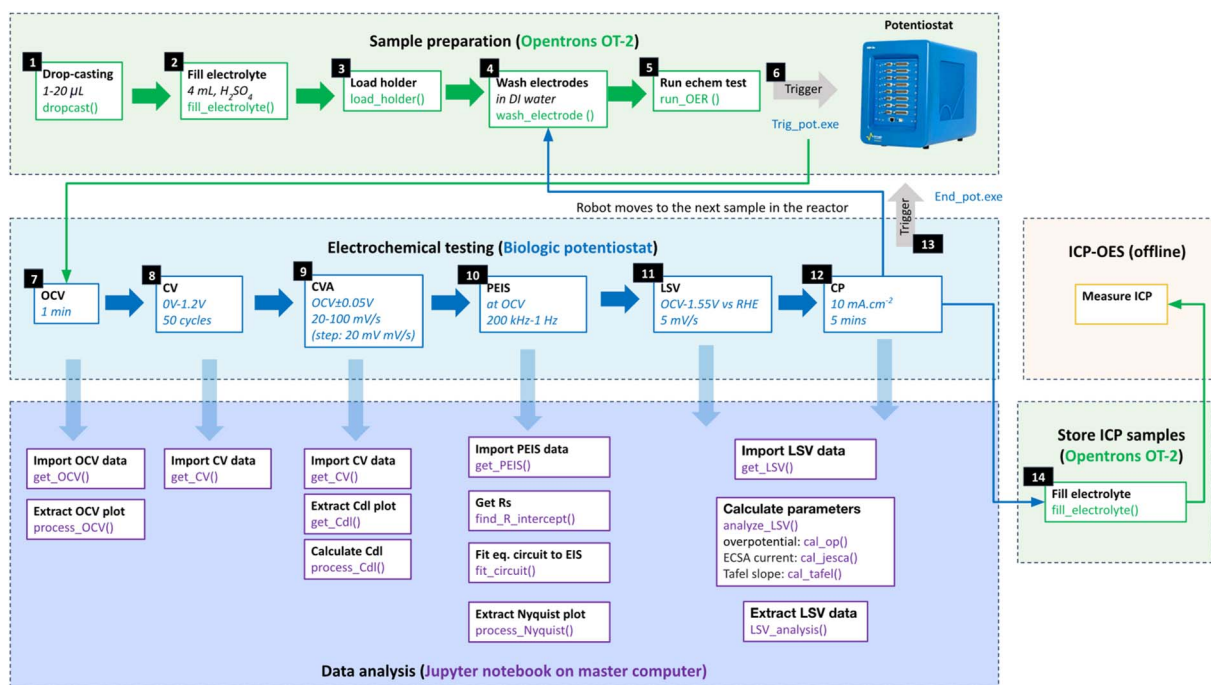 Potentiostat
Sample preparation (Opentrons OT-2)
1
Drop-casting
1-20 µL
dropcast()
2
Fill electrolyte
4 mL, H2SO4
fill_electrolyte()
3
Load holder
load_holder()
4
Wash electrodes
in DI water
wash_electrode ()
5
Run echem test
run_OER ()
6
Trigger
Trig_pot.exe
Robot moves to the next sample in the reactor
Trigger
End_pot.exe
13
Electrochemical testing (Biologic potentiostat)
7
OCV
1 min
8
CV
0V-1.2V
50 cycles
9
CVA
OCV±0.05V
20-100 mV/s
(step: 20 mV mV/s)
10
PEIS
at OCV
200 kHz-1 Hz
11
LSV
OCV-1.55V vs RHE
5 mV/s
12
CP
10 mA.cm-2
5 mins
ICP-OES (offline)
Measure ICP
Import OCV data
get_OCV()
Extract OCV plot
process_OCV()
Import CV data
get_CV()
Import CV data
get_CV()
Extract Cdl plot
get_Cdl()
Calculate Cdl
process_Cdl()
Import PEIS data
get_PEIS()
Get Rs
find_R_intercept()
Fit eq. circuit to EIS
fit_circuit()
Extract Nyquist plot
process_Nyquist()
Import LSV data
get_LSV()
Calculate parameters
analyze_LSV()
overpotential: cal_op()
ECSA current: cal_jesca()
Tafel slope: cal_tafel()
Extract LSV data
LSV_analysis()
Store ICP samples
(Opentrons OT-2)
14
Fill electrolyte
fill_electrolyte()
Data analysis (Jupyter notebook on master computer)